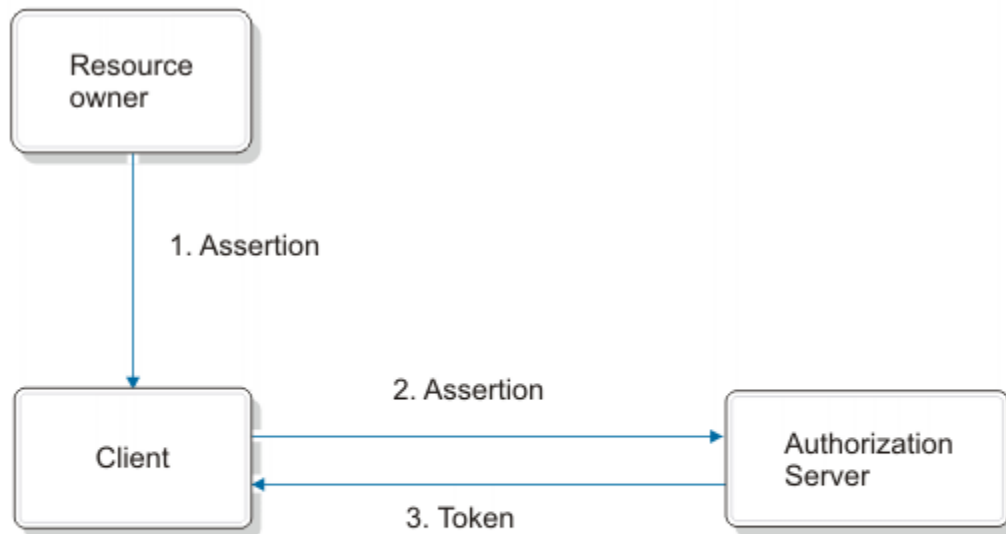 Resource
owner
1. Assertion
2. Assertion
Client
Authorization
Server
3. Token